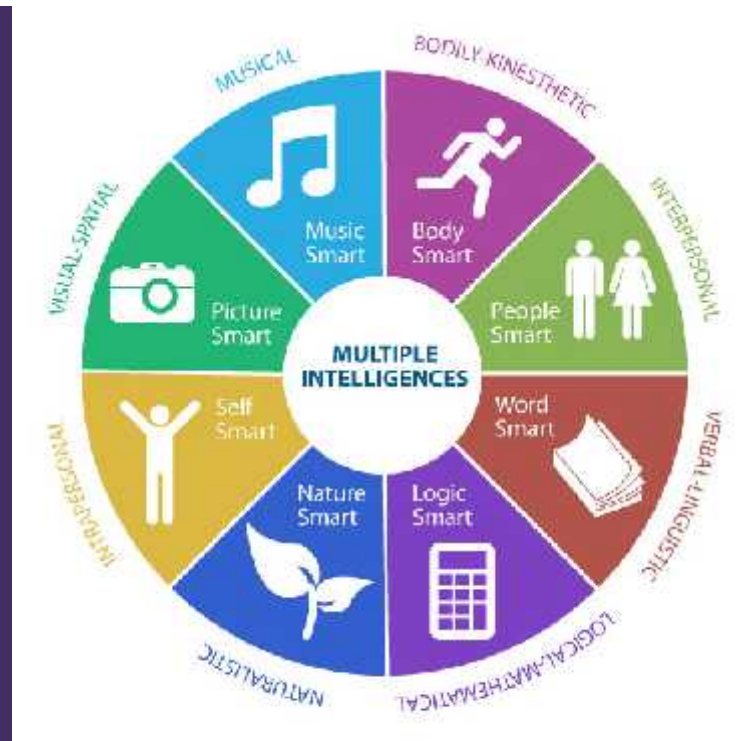 MUSICAL
BODILY-KINESTHETIC
VISUAL-SPATIAL
INTERPERSONAL
Music
Smart
Body
Smart
Picture
Smart
People
Smart
MULTIPLE
INTELLIGENCES
Self
Smart
Word
Smart
Nature
Smart
Logic
Smart
INTRAPERSONAL
VERBAL-LINGUISTIC
NATURALISTIC
LOGICAL-MATHEMATICAL